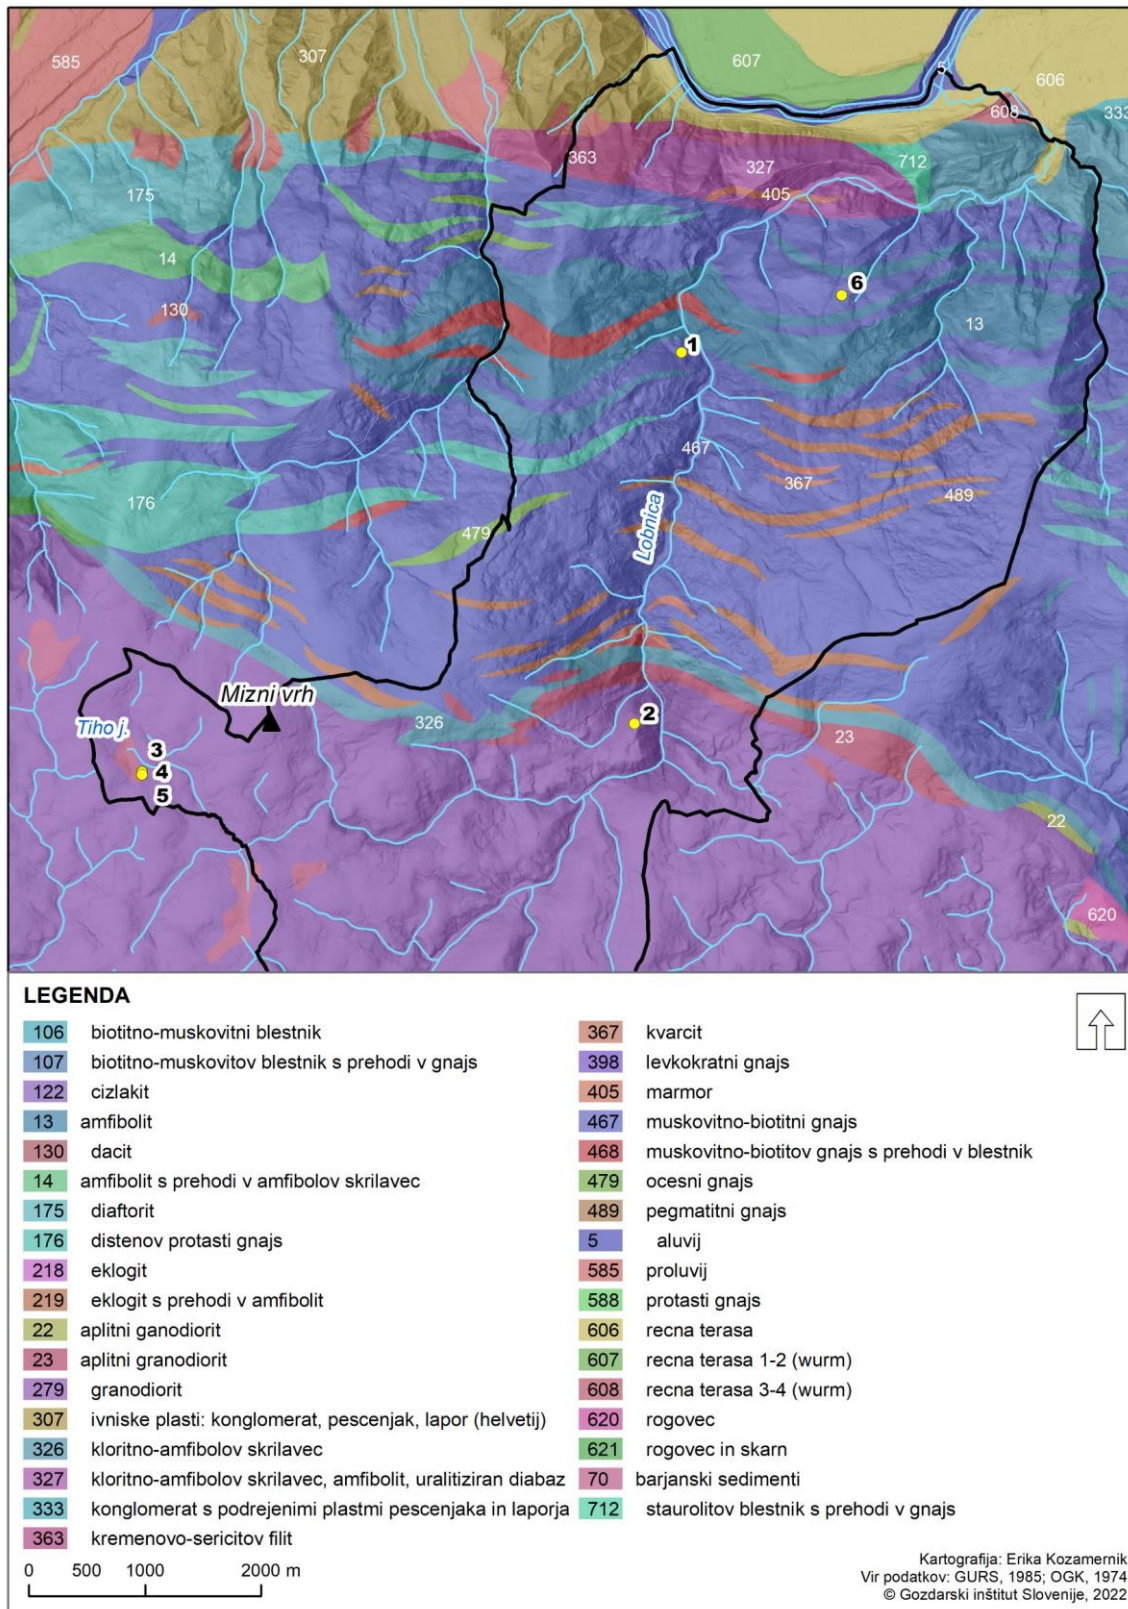 585
307
607
5
606
608
333
363
327
712
175
405
14
6
130
13
1
467
367
176
489
479
Lobnica
Mizni vrh
2
326
Tiho j.
23
3
4
5
22
620
LEGENDA
106 biotitno-muskovitni blestnik
107 biotitno-muskovitov blestnik s prehodi v gnajs
122 cizlakit
13 amfibolit
130 dacit
14 amfibolit s prehodi v amfibolov skrilavec
175 diaftorit
176 distenov protasti gnajs
218 eklogit
219 eklogit s prehodi v amfibolit
22 aplitni ganodiorit
23 aplitni granodiorit
279 granodiorit
307 ivniske plasti: konglomerat, pescenjak, lapor (helvetij)
326 kloritno-amfibolov skrilavec
327 kloritno-amfibolov skrilavec, amfibolit, uralitiziran diabaz
333 konglomerat s podrejenimi plastmi pescenjaka in laporja
363 kremenovo-sericitov filit
367 kvarcit
398 levkokratni gnajs
405 marmor
467 muskovitno-biotitni gnajs
468 muskovitno-biotitov gnajs s prehodi v blestnik
479 ocesni gnajs
489 pegmatitni gnajs
5 aluvij
585 proluvij
588 protasti gnajs
606 recna terasa
607 recna terasa 1-2 (wurm)
608 recna terasa 3-4 (wurm)
620 rogovec
621 rogovec in skarn
70 barjanski sedimenti
712 staurolitov blestnik s prehodi v gnajs
0 500 1000 2000 m
Kartografija: Erika Kozamernik
Vir podatkov: GURS, 1985; OGK, 1974
© Gozdarski inštitut Slovenije, 2022